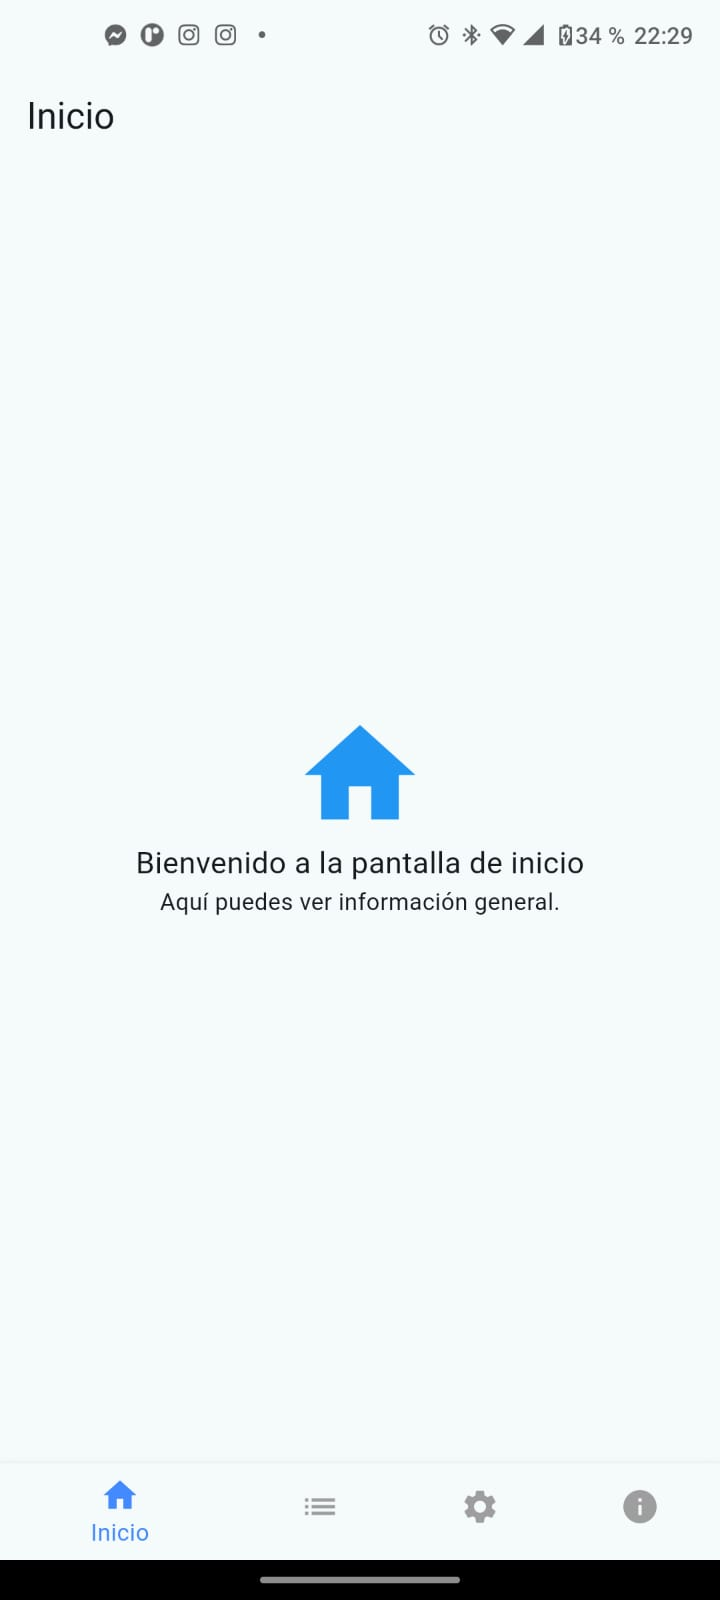 34 % 22:29
Inicio
Bienvenido a la pantalla de inicio
Aquí puedes ver información general.
Inicio